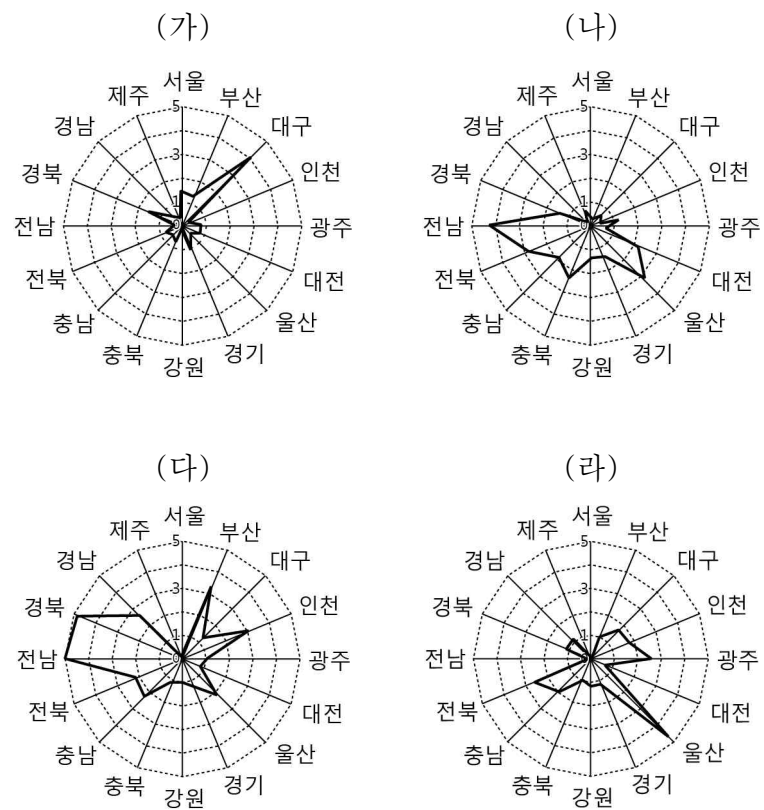 (가)
서울
부산
대구
인천
광주
대전
울산
경기
강원
충북
충남
전북
전남
경북
경남
제주
5
3
1
0
(나)
서울
부산
대구
인천
광주
대전
울산
경기
강원
충북
충남
전북
전남
경북
경남
제주
5
3
1
0
(다)
서울
부산
대구
인천
광주
대전
울산
경기
강원
충북
충남
전북
전남
경북
경남
제주
5
3
1
0
(라)
서울
부산
대구
인천
광주
대전
울산
경기
강원
충북
충남
전북
전남
경북
경남
제주
5
3
1
0